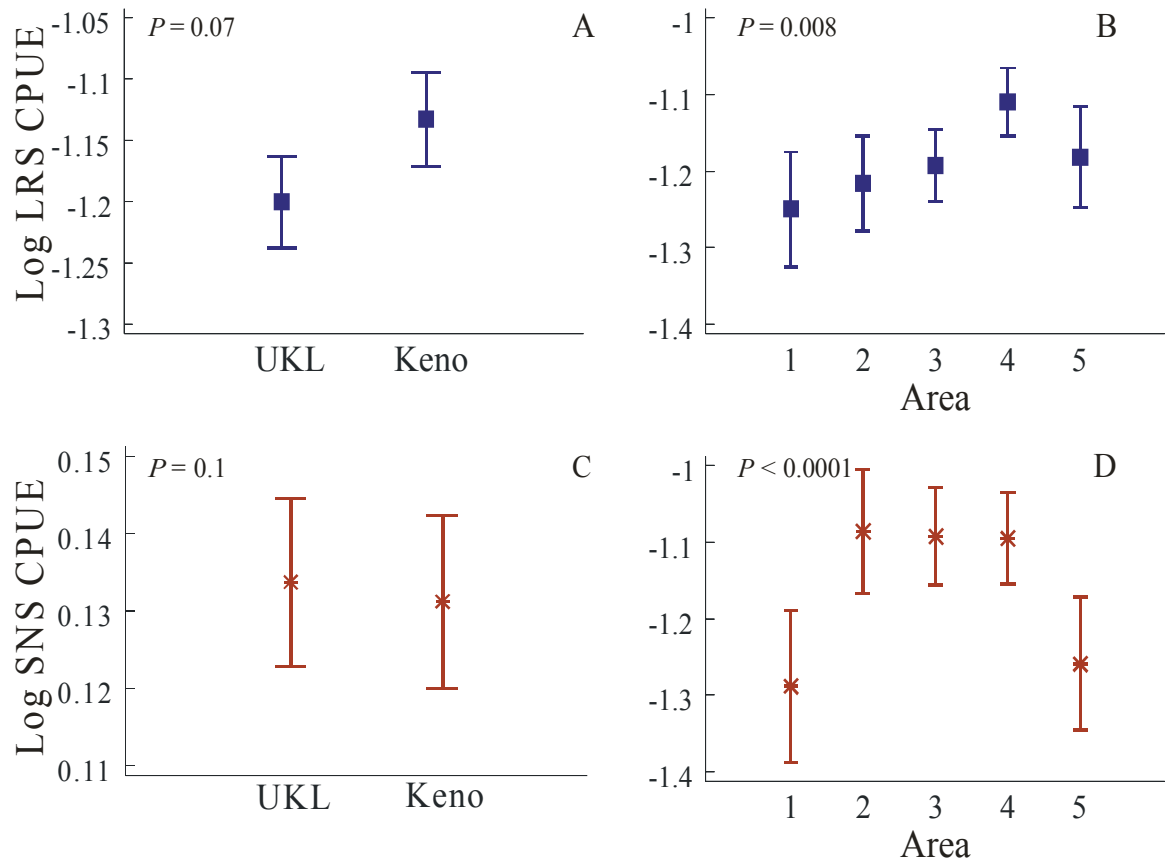 Log LRS CPUE
-1.05
-1.1
-1.15
-1.2
-1.25
-1.3
P = 0.07
A
UKL Keno
-1
-1.1
-1.2
-1.3
-1.4
P = 0.008
B
1 2 3 4 5
Area
Log SNS CPUE
0.15
0.14
0.13
0.12
0.11
P = 0.1
C
UKL Keno
-1
-1.1
-1.2
-1.3
-1.4
P < 0.0001
D
1 2 3 4 5
Area